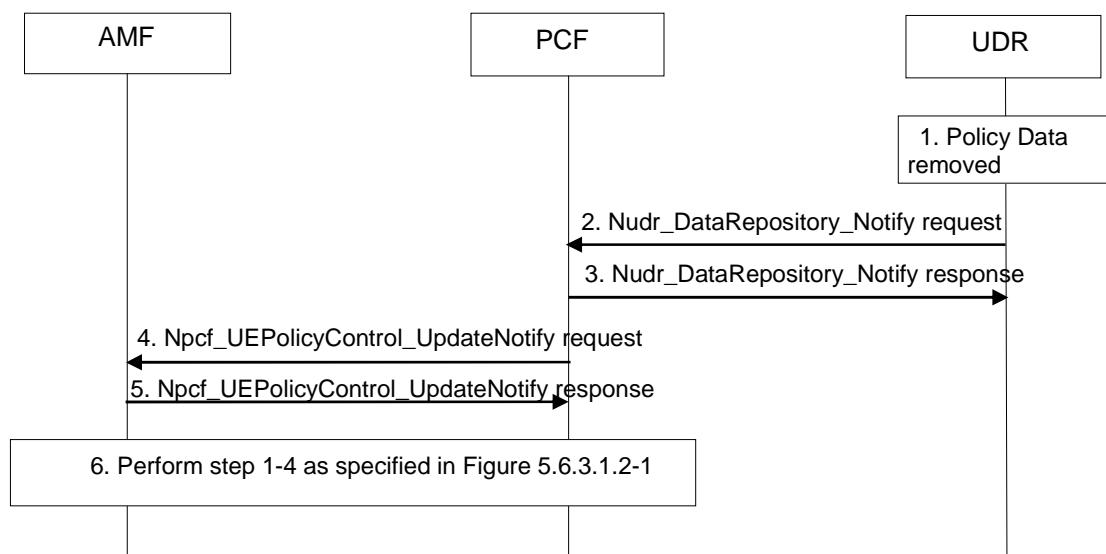 AMF
PCF
UDR
1. Policy Data
removed
2. Nudr_DataRepository_Notify request
3. Nudr_DataRepository_Notify response
4. Npcf_UEPolicyControl_UpdateNotify request
5. Npcf_UEPolicyControl_UpdateNotify response
6. Perform step 1-4 as specified in Figure 5.6.3.1.2-1